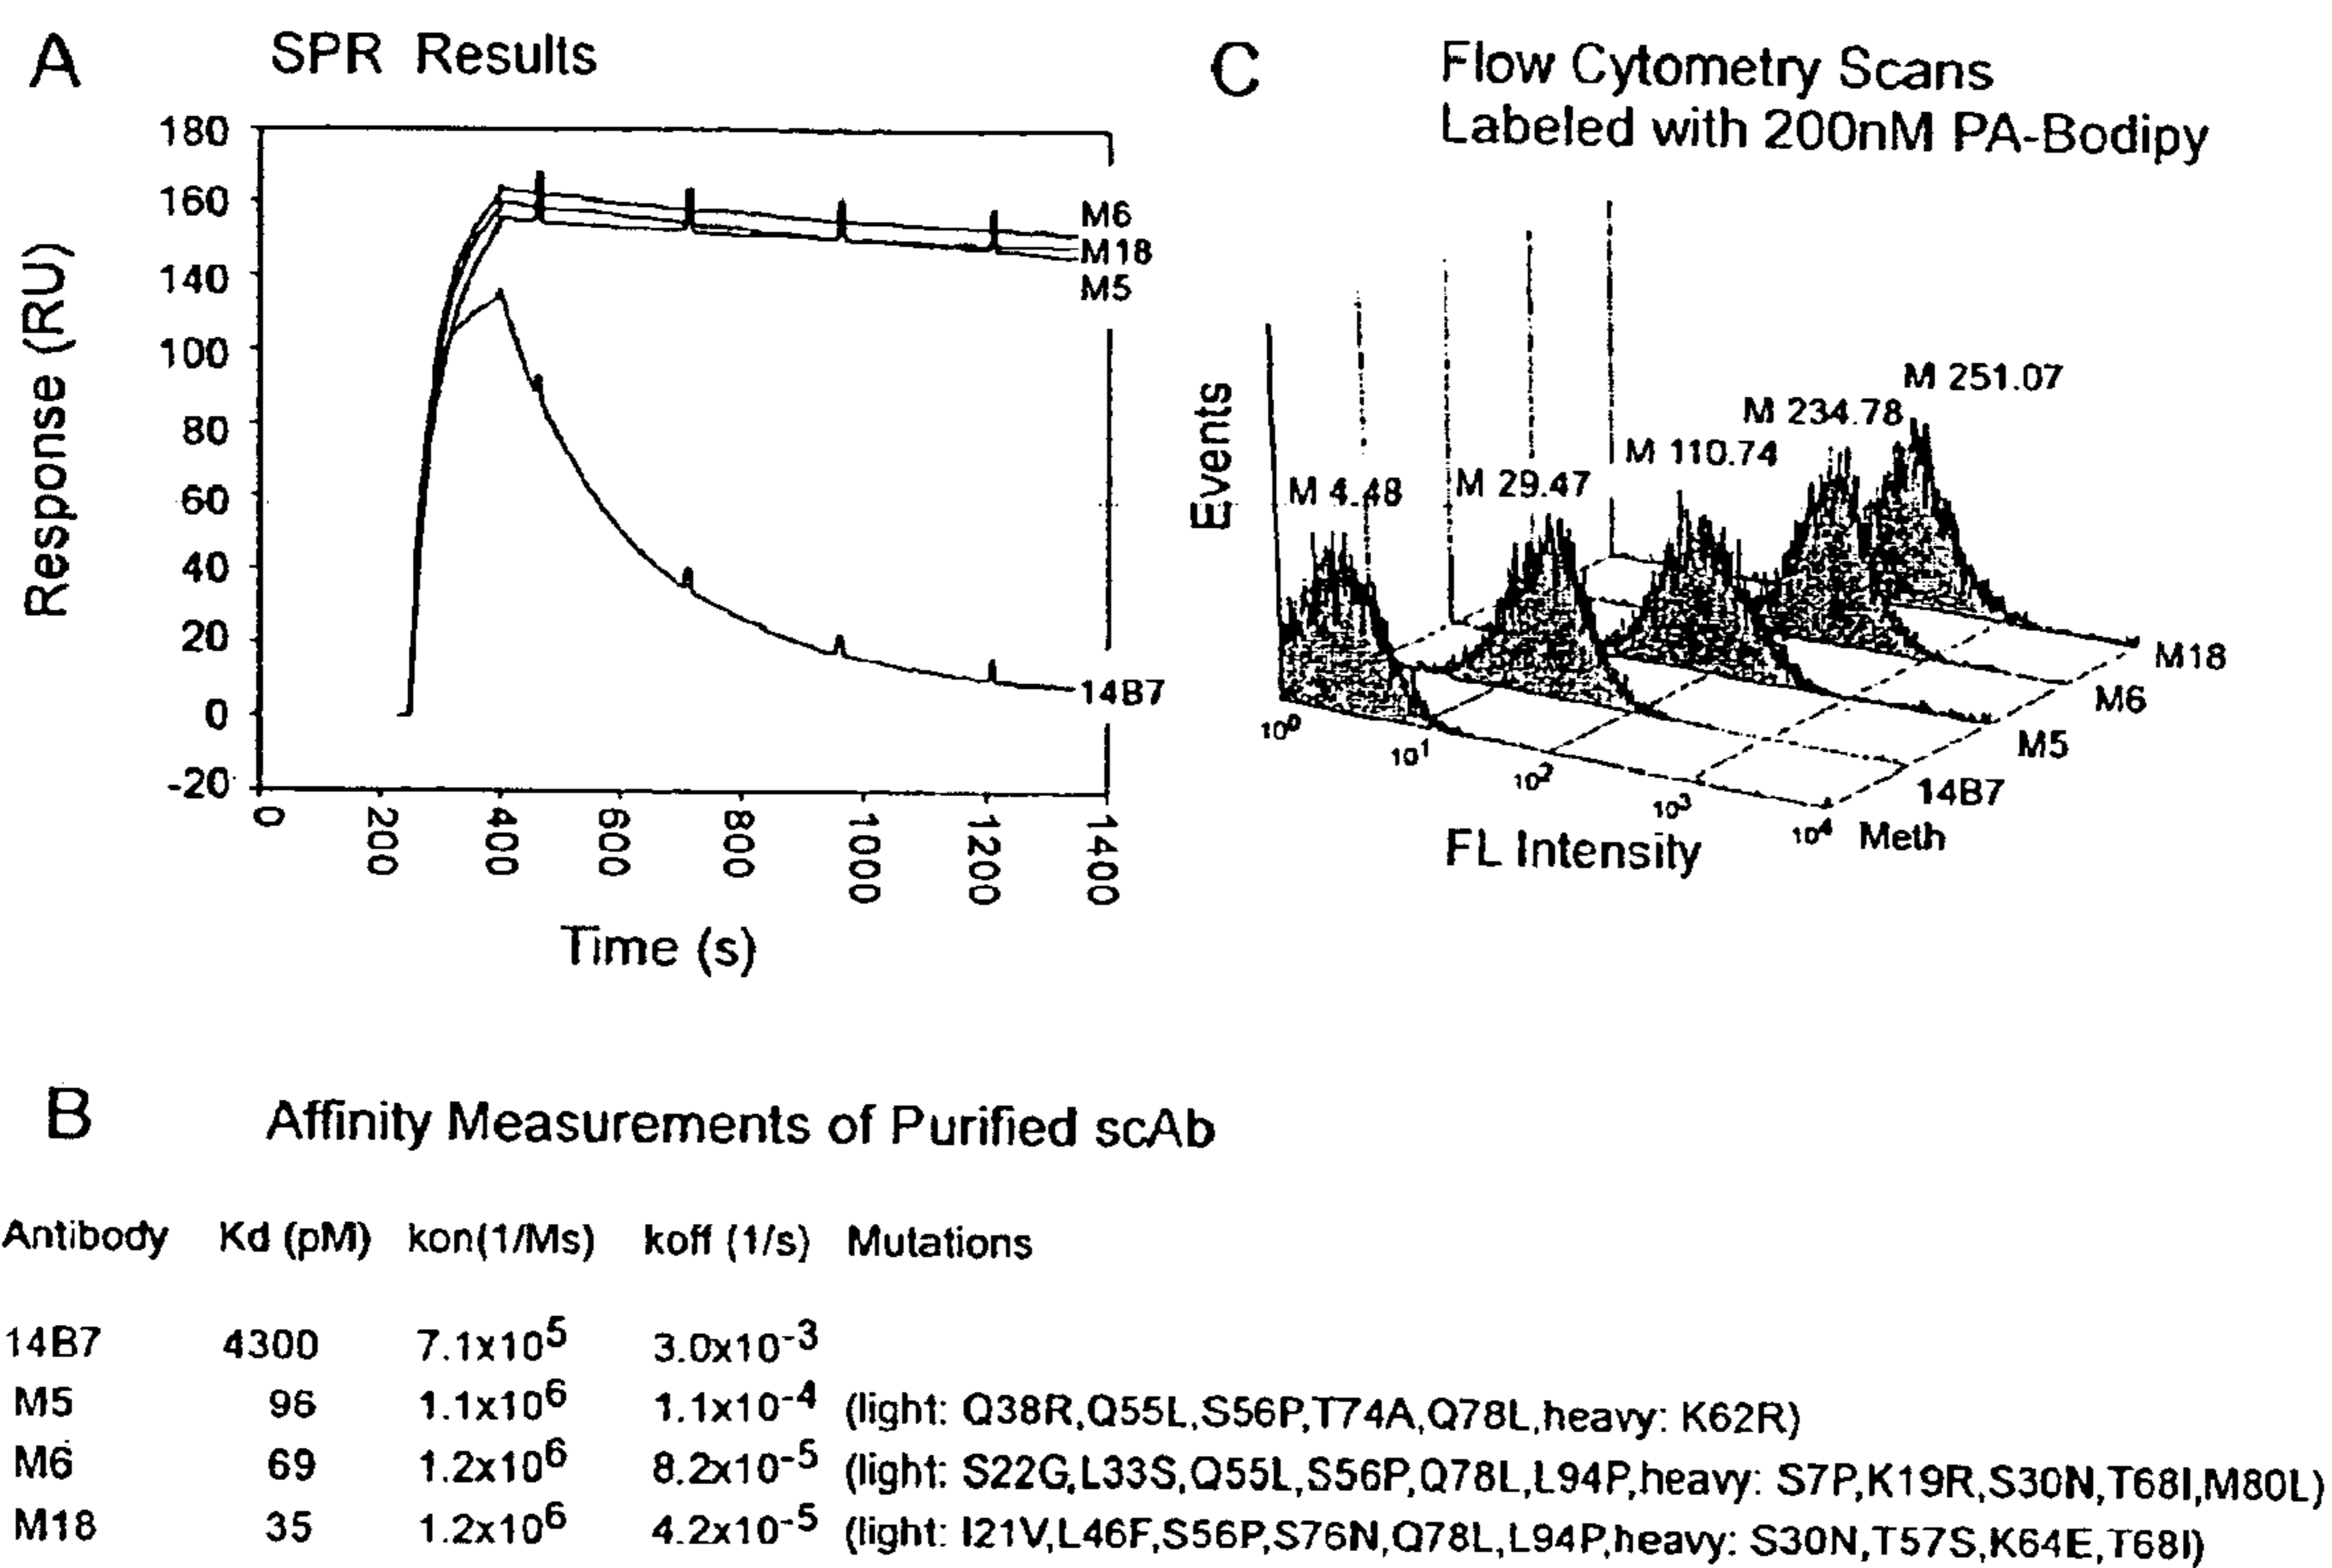 A
SPR Results
180
160
140
100
80
60
40
20
0
-20
Response (RU)
0
200
400
600
800
1000
1200
1400
Time (s)
M6
M18
M5
14B7
C
Flow Cytometry Scans
Labeled with 200nM PA-Bodipy
Events
M 4.48
M 29.47
M 110.74
M 234.78
M 251.07
10⁰
10¹
10²
10³
10⁴
FL Intensity
Meth
14B7
M5
M6
M18
B
Affinity Measurements of Purified scAb
Antibody Kd (pM) kon(1/Ms) koff (1/s) Mutations
14B7 4300 7.1x10⁵ 3.0x10⁻³
M5 96 1.1x10⁶ 1.1x10⁻⁴ (light: Q38R,Q55L,S56P,T74A,Q78L,heavy: K62R)
M6 69 1.2x10⁶ 8.2x10⁻⁵ (light: S22G,L33S,Q55L,S56P,Q78L,L94P,heavy: S7P,K19R,S30N,T68I,M80L)
M18 35 1.2x10⁶ 4.2x10⁻⁵ (light: I21V,L46F,S56P,S76N,Q78L,L94P,heavy: S30N,T57S,K64E,T68I)